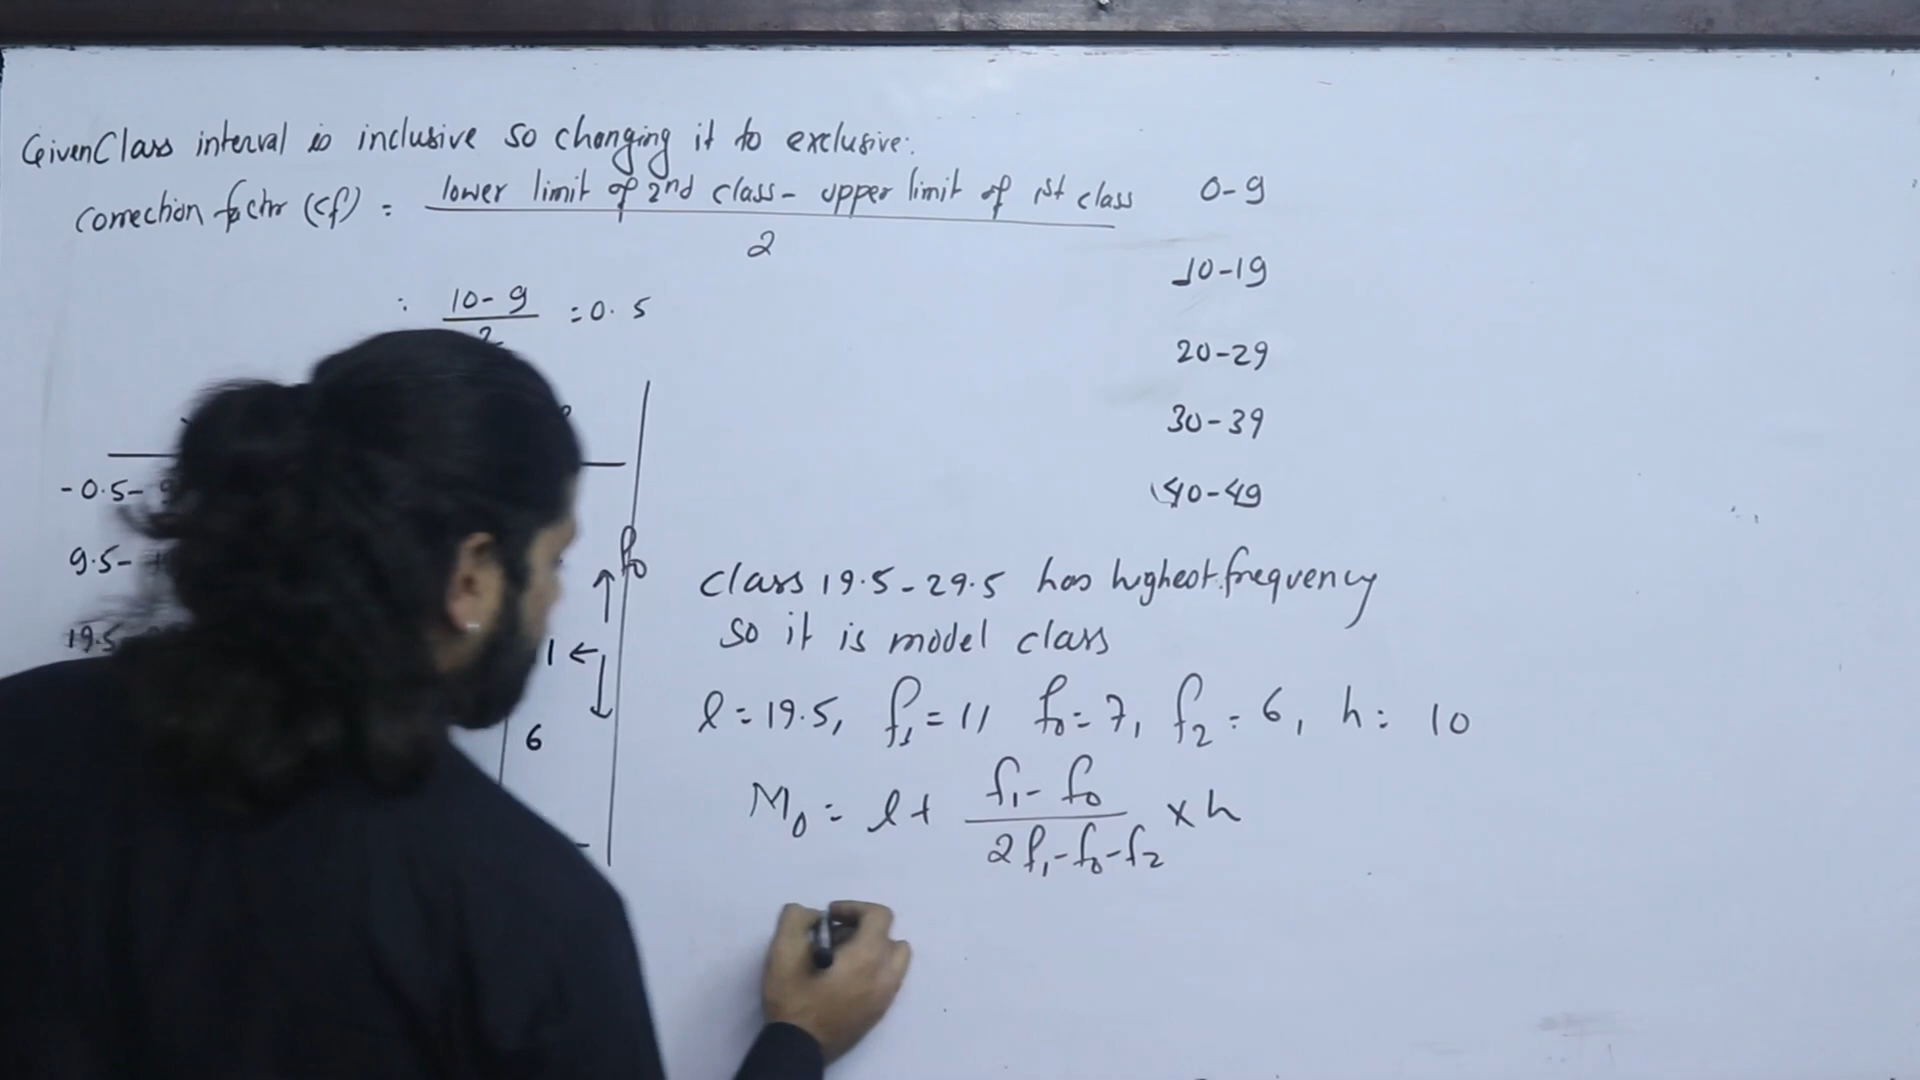 GivenClass interval is inclusive so changing it to exclusive:
Correction factor (cf) = lower limit of 2nd class - upper limit of 1st class
2
: 10-9 = 0.5
2
0-9
10-19
20-29
30-39
40-49
-0.5-9
9.5-
19.5
f0
1 ←
6
class 19.5-29.5 has highest frequency
so it is model class
l = 19.5, f1 = 11 f0 = 7, f2 = 6, h = 10
M0 = l + f1 - f0 × h
2f1 - f0 - f2